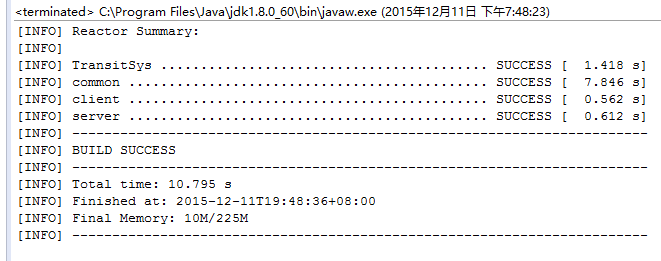 <terminated> C:\Program Files\Java\jdk1.8.0_60\bin\javaw.exe (2015年12月11日 下午7:48:23)
[INFO] Reactor Summary:
[INFO]
[INFO] TransitSys ......................................... SUCCESS [  1.418 s]
[INFO] common ............................................. SUCCESS [  7.846 s]
[INFO] client ............................................. SUCCESS [  0.562 s]
[INFO] server ............................................. SUCCESS [  0.612 s]
[INFO] ------------------------------------------------------------------------
[INFO] BUILD SUCCESS
[INFO] ------------------------------------------------------------------------
[INFO] Total time: 10.795 s
[INFO] Finished at: 2015-12-11T19:48:36+08:00
[INFO] Final Memory: 10M/225M
[INFO] ------------------------------------------------------------------------